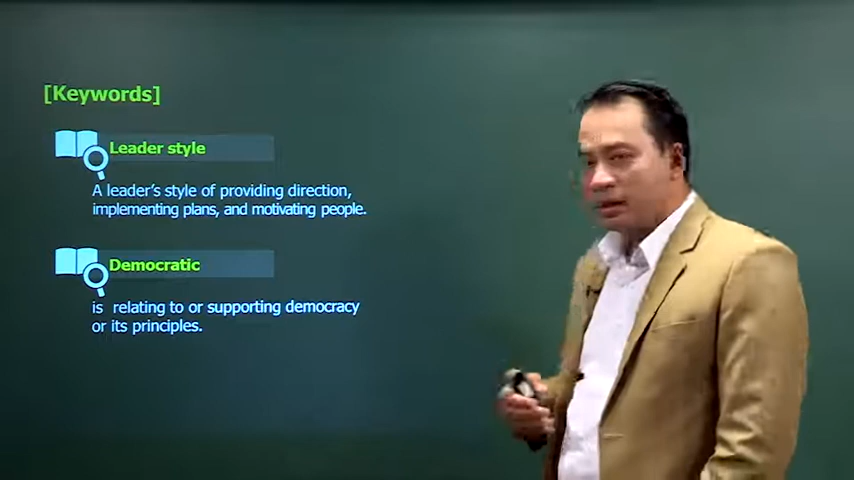 [Keywords]
Leader style
A leader's style of providing direction,
implementing plans, and motivating people.
Democratic
is relating to or supporting democracy
or its principles.